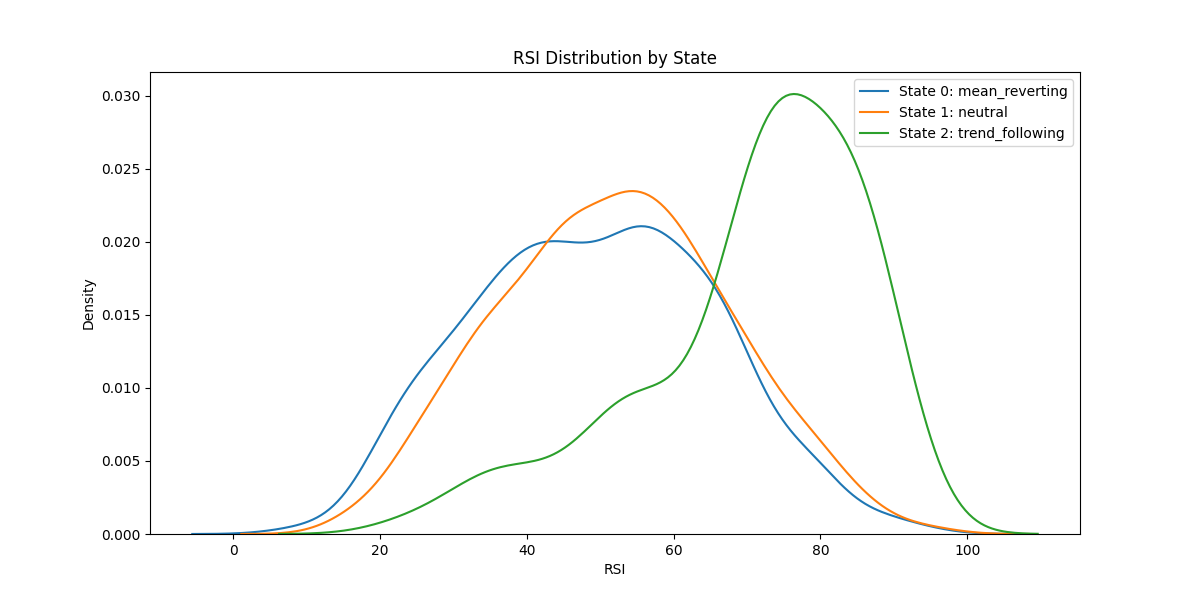 RSI Distribution by State
State 0: mean_reverting
State 1: neutral
State 2: trend_following
Density
0.030
0.025
0.020
0.015
0.010
0.005
0.000
0 20 40 60 80 100
RSI